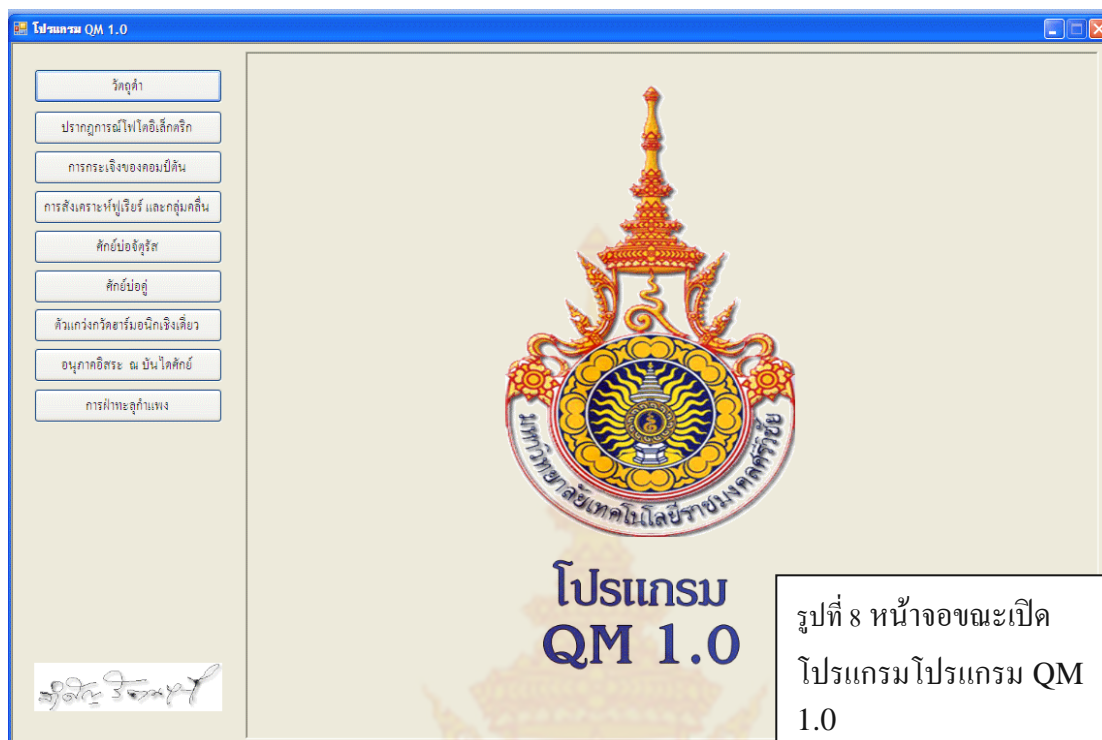 โปรแกรม QM 1.0
วัตถุดำ
ปรากฏการณ์โฟโตอิเล็กตริก
การกระเจิงของคอมป์ตัน
การสังเคราะห์ฟูเรียร์ และกลุ่มคลื่น
ศักย์บ่อจัตุรัส
ศักย์บ่อคู่
ตัวแกว่งกวัดฮาร์มอนิกเชิงเดี่ยว
อนุภาคอิสระ ณ บันไดศักย์
การฝ่าทะลุกำแพง
มหาวิทยาลัยเทคโนโลยีราชมงคลศรีวิชัย
โปรแกรม
QM 1.0
รูปที่ 8 หน้าจอขณะเปิด
โปรแกรมโปรแกรม QM
1.0